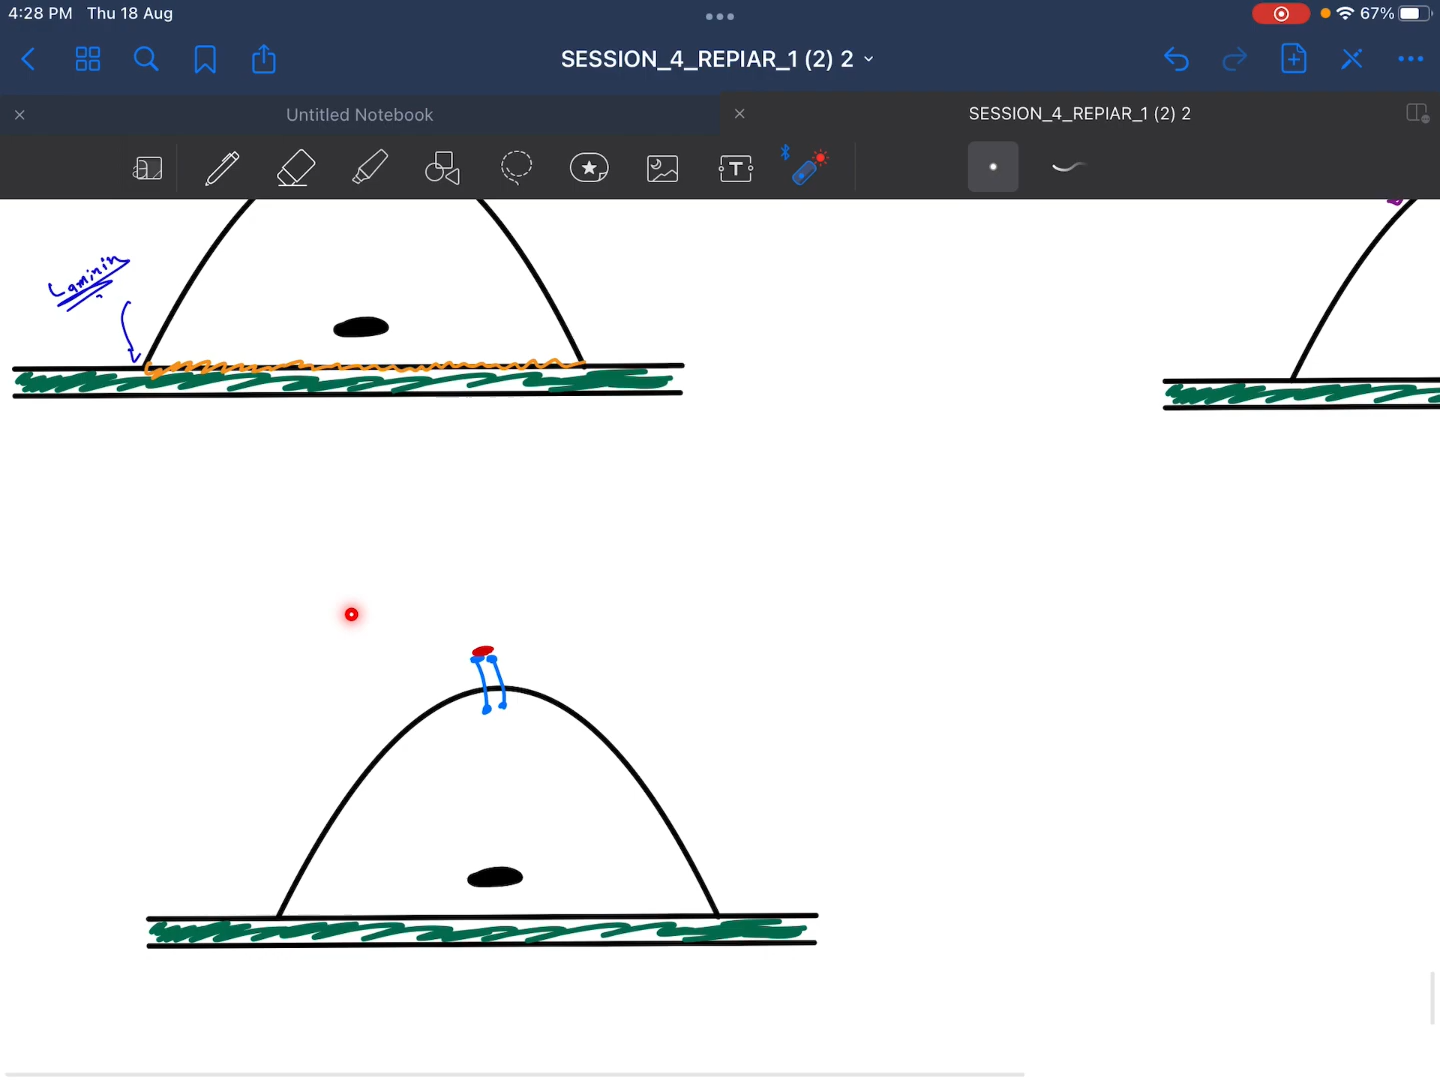 4:28 PM Thu 18 Aug
67%
SESSION_4_REPIAR_1 (2) 2
Untitled Notebook
SESSION_4_REPIAR_1 (2) 2
Laminin